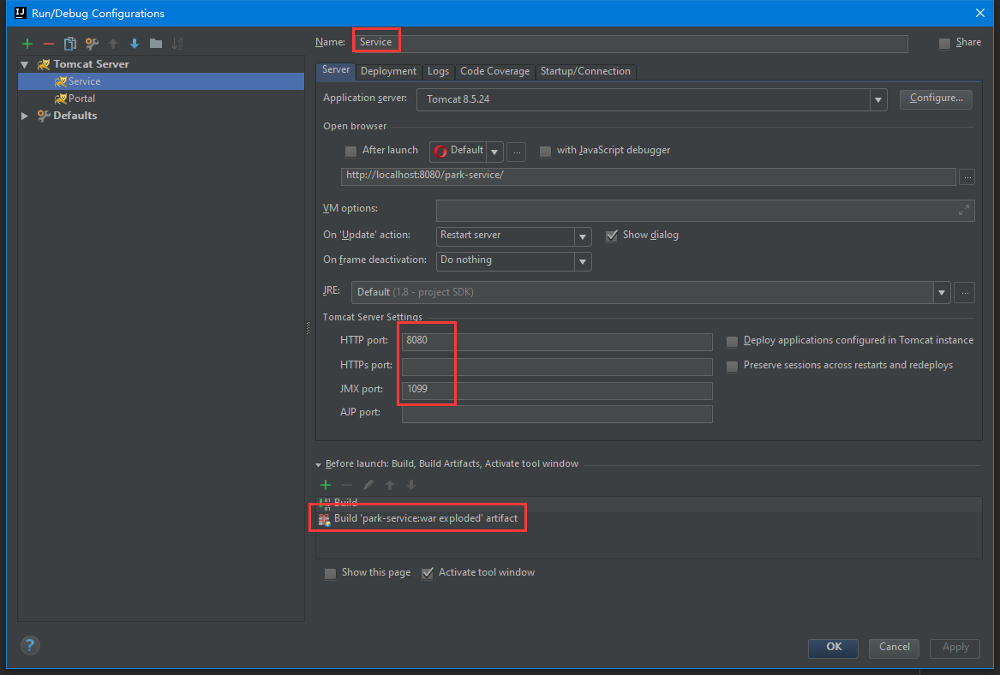 Run/Debug Configurations
Name: Service Share
Tomcat Server
Service
Portal
Defaults
Server Deployment Logs Code Coverage Startup/Connection
Application server: Tomcat 8.5.24 Configure...
Open browser
After launch Default ... with JavaScript debugger
http://localhost:8080/park-service/ ...
VM options:
On 'Update' action: Restart server Show dialog
On frame deactivation: Do nothing
JRE: Default (1.8 - project SDK) ...
Tomcat Server Settings
HTTP port: 8080 Deploy applications configured in Tomcat instance
HTTPs port: Preserve sessions across restarts and redeploys
JMX port: 1099
AJP port:
Before launch: Build, Build Artifacts, Activate tool window
Build
Build 'park-service:war exploded' artifact
Show this page Activate tool window
? OK Cancel Apply